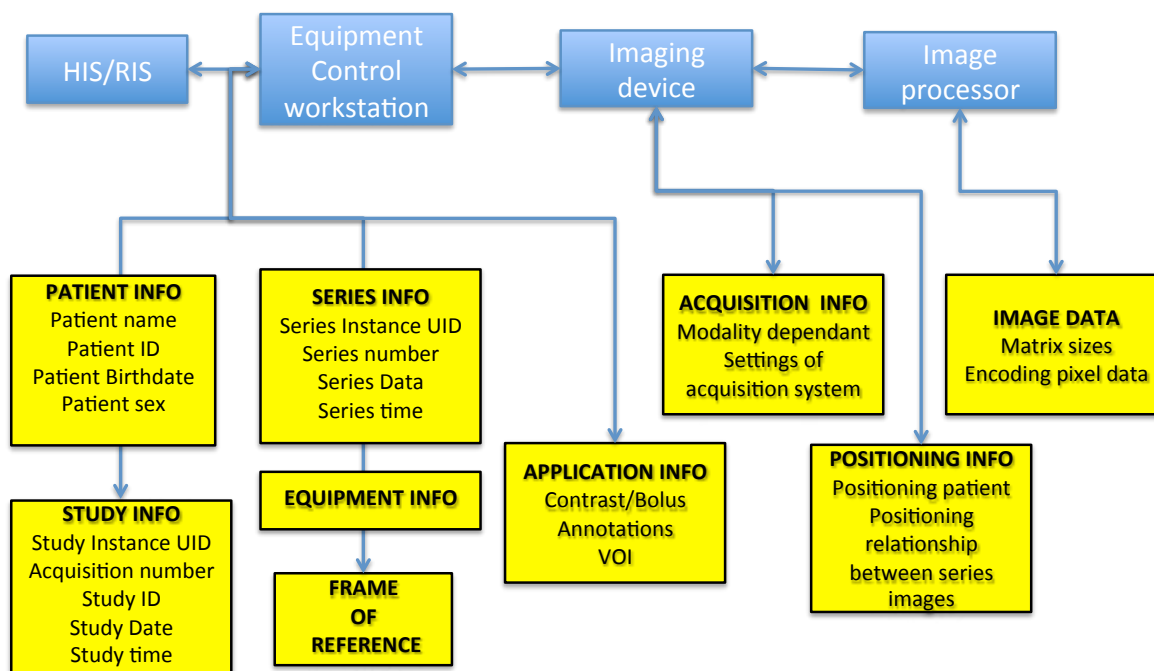 HIS/RIS
Equipment
Control
workstation
Imaging
device
Image
processor
PATIENT INFO
Patient name
Patient ID
Patient Birthdate
Patient sex
SERIES INFO
Series Instance UID
Series number
Series Data
Series time
ACQUISITION INFO
Modality dependant
Settings of
acquisition system
IMAGE DATA
Matrix sizes
Encoding pixel data
STUDY INFO
Study Instance UID
Acquisition number
Study ID
Study Date
Study time
EQUIPMENT INFO
FRAME
OF
REFERENCE
APPLICATION INFO
Contrast/Bolus
Annotations
VOI
POSITIONING INFO
Positioning patient
Positioning
relationship
between series
images